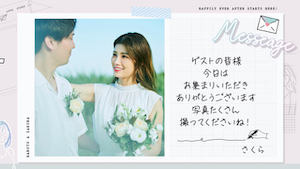 HAPPILY EVER AFTER STARTS HERE!
Message
ゲストの皆様
今日は
お集まりいただき
ありがとうございます
写真たくさん
撮ってくださいね！
さくら